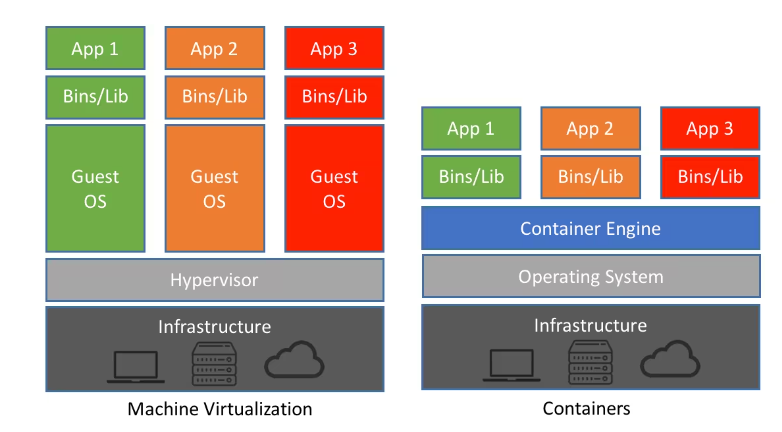 App 1
App 2
App 3
Bins/Lib
Bins/Lib
Bins/Lib
Guest
OS
Guest
OS
Guest
OS
Hypervisor
Infrastructure
Machine Virtualization
App 1
App 2
App 3
Bins/Lib
Bins/Lib
Bins/Lib
Container Engine
Operating System
Infrastructure
Containers